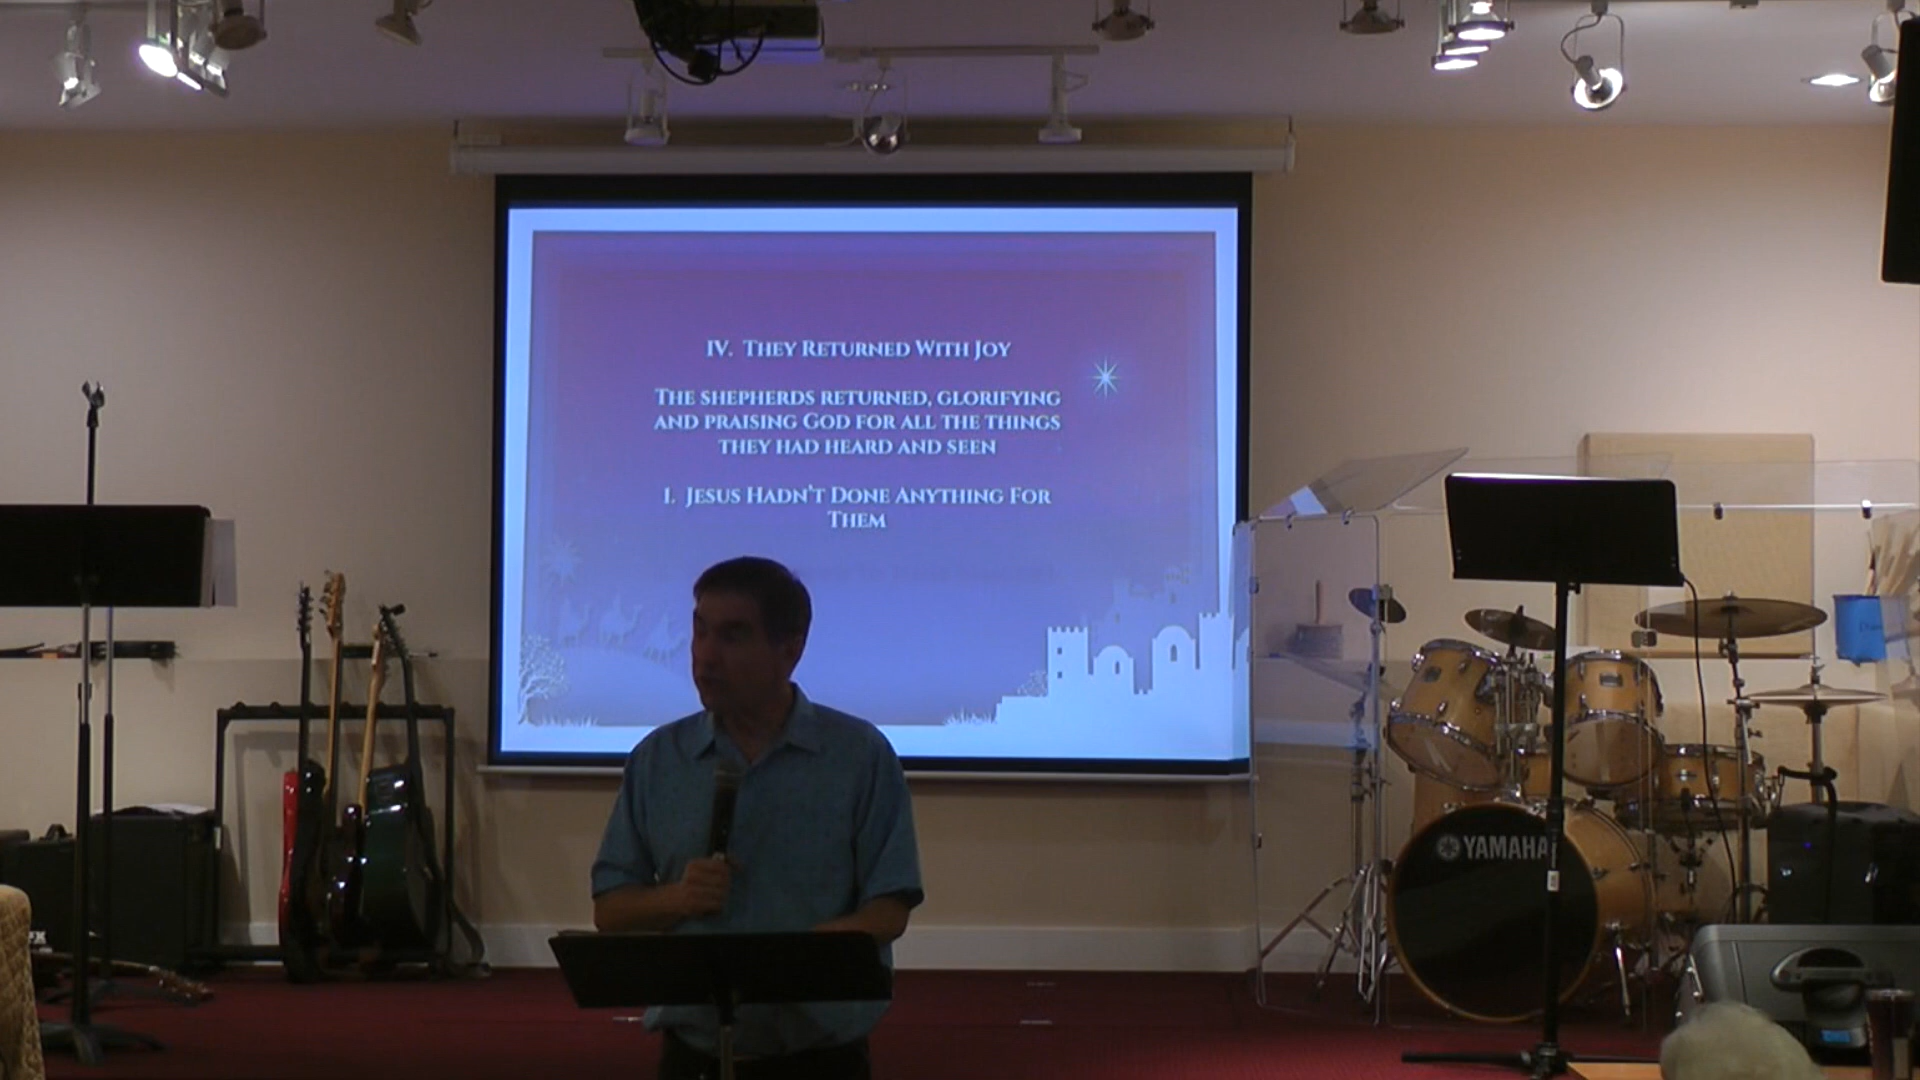 IV. They Returned With Joy
The shepherds returned, glorifying
and praising God for all the things
they had heard and seen
I. Jesus Hadn't Done Anything For
Them
YAMAHA